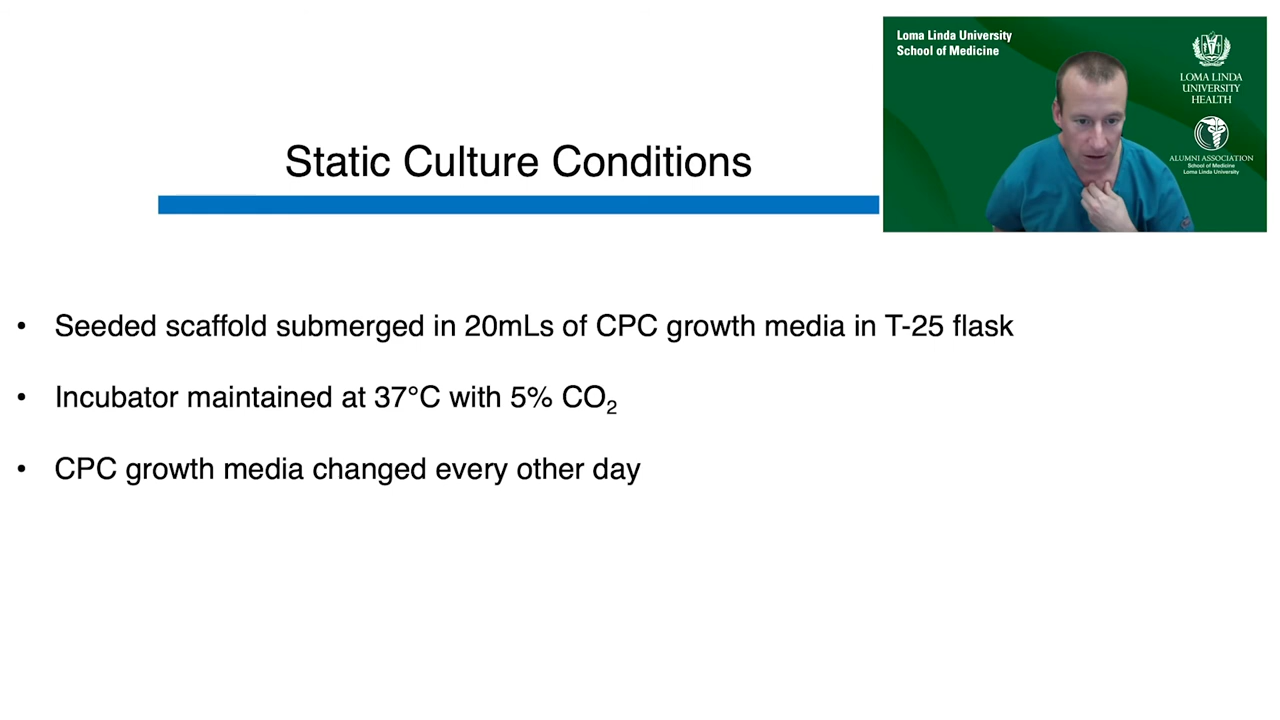 Loma Linda University
School of Medicine
LOMA LINDA
UNIVERSITY
HEALTH
ALUMNI ASSOCIATION
School of Medicine
Loma Linda University
Static Culture Conditions
• Seeded scaffold submerged in 20mLs of CPC growth media in T-25 flask
• Incubator maintained at 37°C with 5% CO₂
• CPC growth media changed every other day